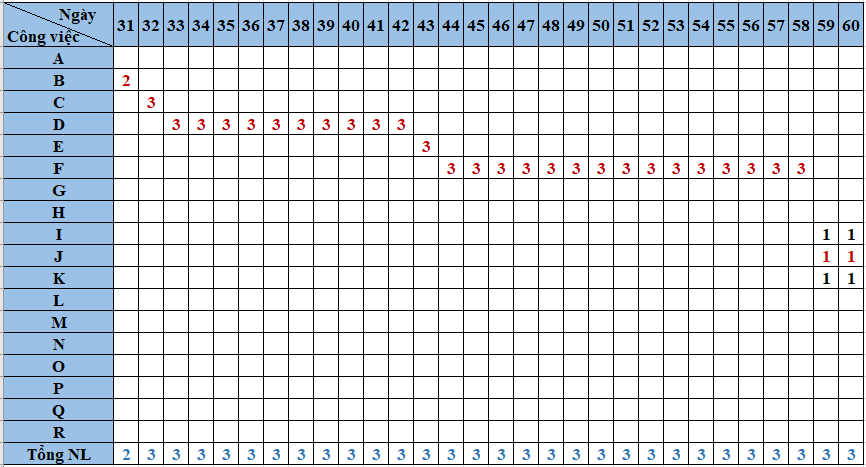 Ngày
Công việc 31 32 33 34 35 36 37 38 39 40 41 42 43 44 45 46 47 48 49 50 51 52 53 54 55 56 57 58 59 60
A
B 2
C 3
D 3 3 3 3 3 3 3 3 3 3
E 3
F 3 3 3 3 3 3 3 3 3 3 3 3 3 3 3
G
H
I 1 1
J 1 1
K 1 1
L
M
N
O
P
Q
R
Tổng NL 2 3 3 3 3 3 3 3 3 3 3 3 3 3 3 3 3 3 3 3 3 3 3 3 3 3 3 3 3 3